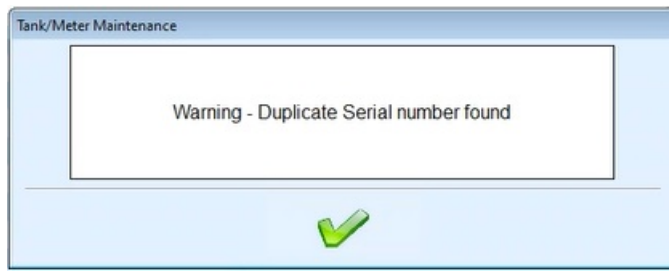 Tank/Meter Maintenance
Warning - Duplicate Serial number found